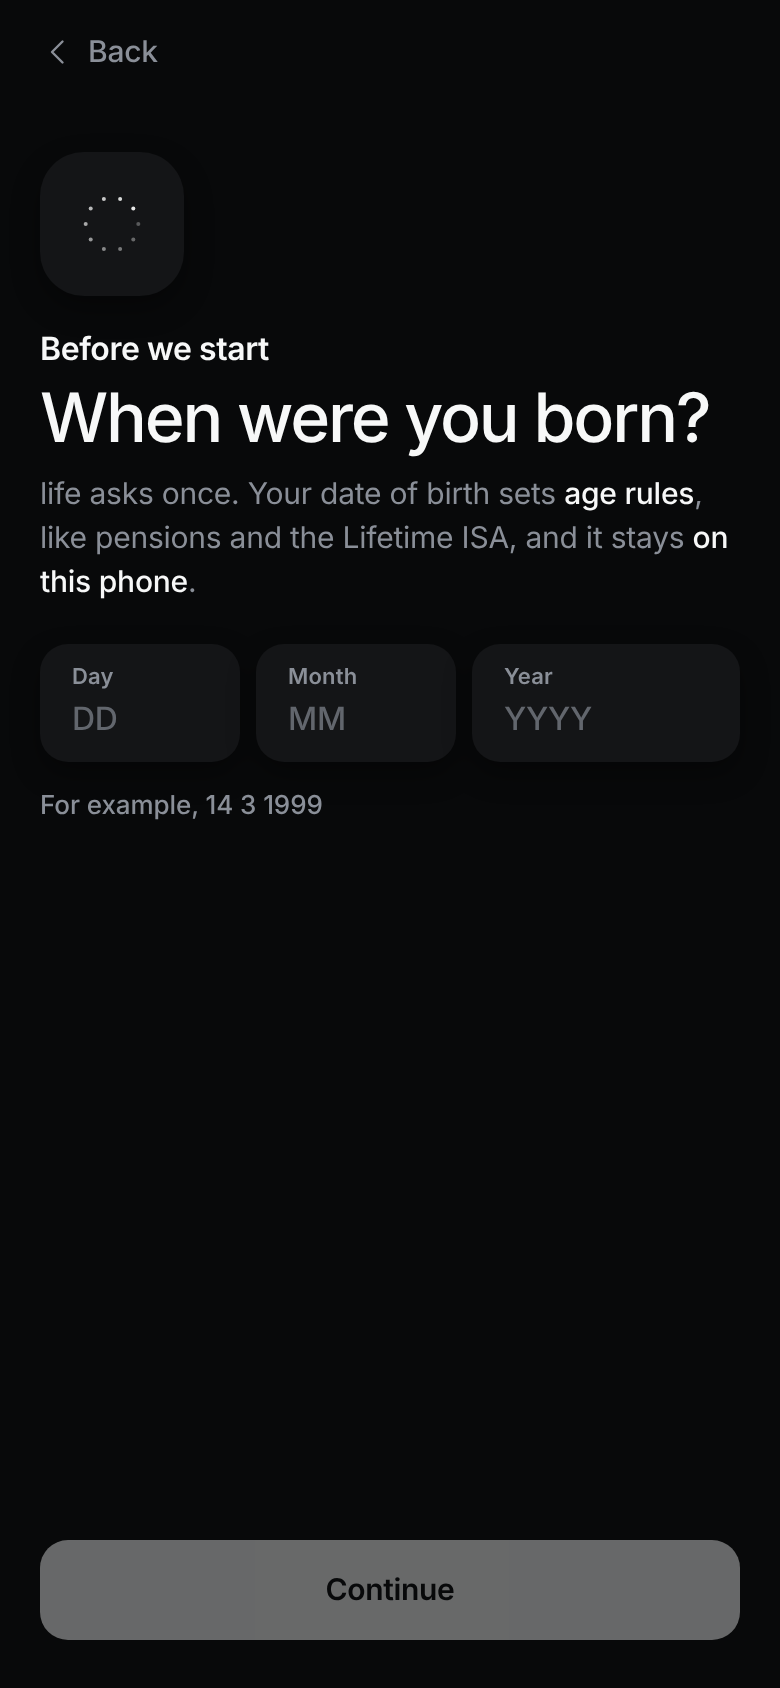 Back
Before we start
When were you born?
life asks once. Your date of birth sets age rules,
like pensions and the Lifetime ISA, and it stays on
this phone.
Day
Month
Year
DD
MM
YYYY
For example, 14 3 1999
Continue